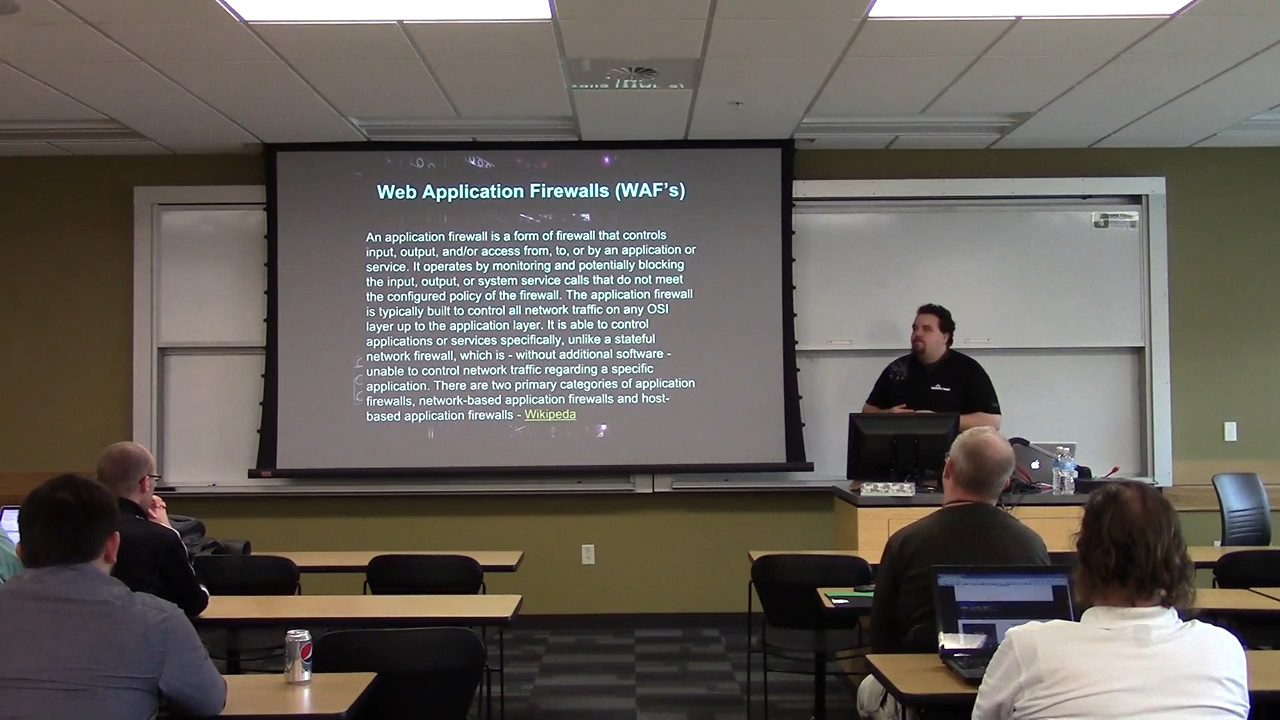 Web Application Firewalls (WAF's)
An application firewall is a form of firewall that controls
input, output, and/or access from, to, or by an application or
service. It operates by monitoring and potentially blocking
the input, output, or system service calls that do not meet
the configured policy of the firewall. The application firewall
is typically built to control all network traffic on any OSI
layer up to the application layer. It is able to control
applications or services specifically, unlike a stateful
network firewall, which is - without additional software -
unable to control network traffic regarding a specific
application. There are two primary categories of application
firewalls, network-based application firewalls and host-
based application firewalls - Wikipeda